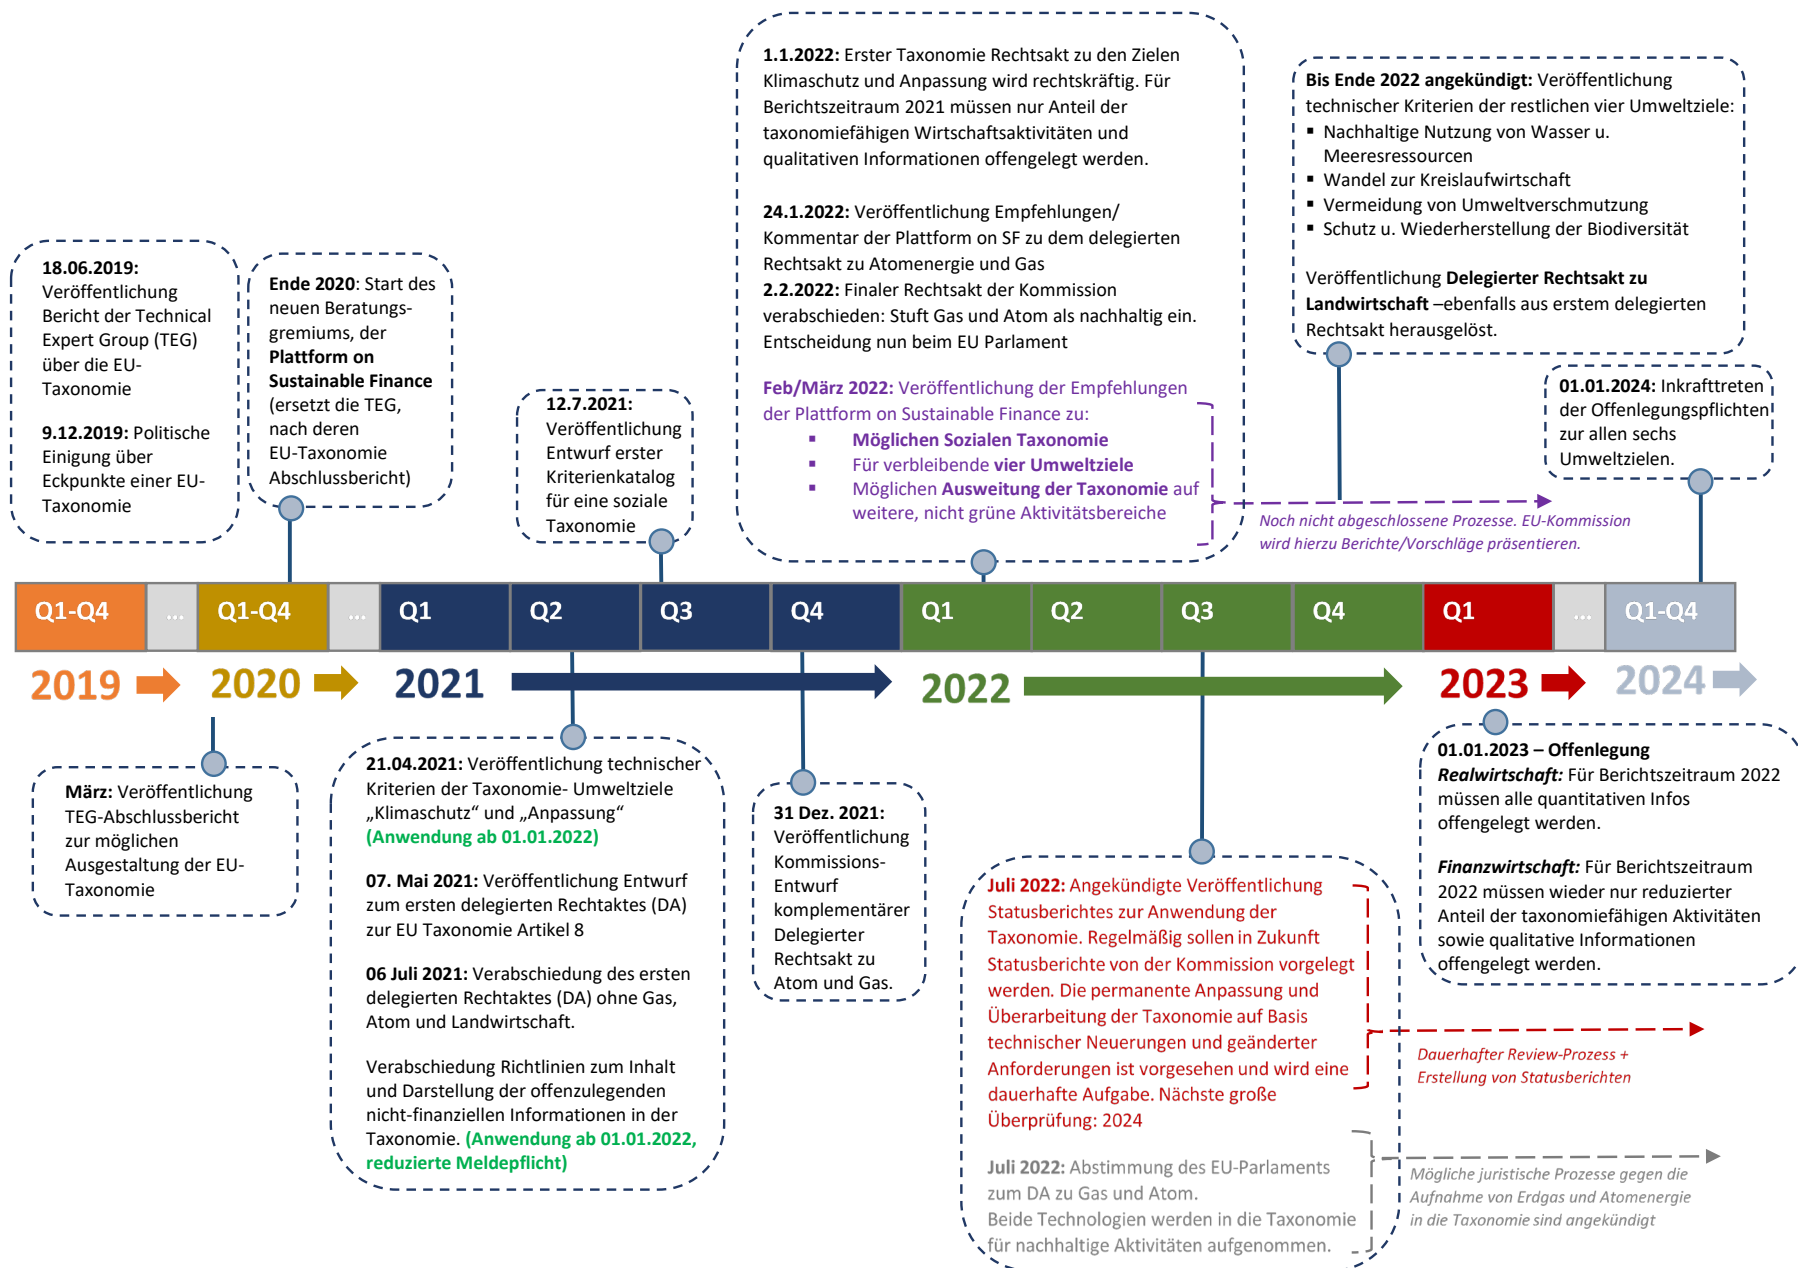 18.06.2019:
Veröffentlichung
Bericht der Technical
Expert Group (TEG)
über die EU-
Taxonomie
9.12.2019: Politische
Einigung über
Eckpunkte einer EU-
Taxonomie
Ende 2020: Start des
neuen Beratungs-
gremiums, der
Plattform on
Sustainable Finance
(ersetzt die TEG,
nach deren
EU-Taxonomie
Abschlussbericht)
12.7.2021:
Veröffentlichung
Entwurf erster
Kriterienkatalog
für eine soziale
Taxonomie
1.1.2022: Erster Taxonomie Rechtsakt zu den Zielen
Klimaschutz und Anpassung wird rechtskräftig. Für
Berichtszeitraum 2021 müssen nur Anteil der
taxonomiefähigen Wirtschaftsaktivitäten und
qualitativen Informationen offengelegt werden.
24.1.2022: Veröffentlichung Empfehlungen/
Kommentar der Plattform on SF zu dem delegierten
Rechtsakt zu Atomenergie und Gas
2.2.2022: Finaler Rechtsakt der Kommission
verabschieden: Stuft Gas und Atom als nachhaltig ein.
Entscheidung nun beim EU Parlament
Feb/März 2022: Veröffentlichung der Empfehlungen
der Plattform on Sustainable Finance zu:
▪ Möglichen Sozialen Taxonomie
▪ Für verbleibende vier Umweltziele
▪ Möglichen Ausweitung der Taxonomie auf
weitere, nicht grüne Aktivitätsbereiche
Noch nicht abgeschlossene Prozesse. EU-Kommission
wird hierzu Berichte/Vorschläge präsentieren.
Bis Ende 2022 angekündigt: Veröffentlichung
technischer Kriterien der restlichen vier Umweltziele:
▪ Nachhaltige Nutzung von Wasser u.
Meeresressourcen
▪ Wandel zur Kreislaufwirtschaft
▪ Vermeidung von Umweltverschmutzung
▪ Schutz u. Wiederherstellung der Biodiversität
Veröffentlichung Delegierter Rechtsakt zu
Landwirtschaft –ebenfalls aus erstem delegierten
Rechtsakt herausgelöst.
01.01.2024: Inkrafttreten
der Offenlegungspflichten
zur allen sechs
Umweltzielen.
Q1-Q4 ... Q1-Q4 ... Q1 Q2 Q3 Q4 Q1 Q2 Q3 Q4 Q1 ... Q1-Q4
2019 2020 2021 2022 2023 2024
März: Veröffentlichung
TEG-Abschlussbericht
zur möglichen
Ausgestaltung der EU-
Taxonomie
21.04.2021: Veröffentlichung technischer
Kriterien der Taxonomie- Umweltziele
„Klimaschutz“ und „Anpassung“
(Anwendung ab 01.01.2022)
07. Mai 2021: Veröffentlichung Entwurf
zum ersten delegierten Rechtaktes (DA)
zur EU Taxonomie Artikel 8
06 Juli 2021: Verabschiedung des ersten
delegierten Rechtaktes (DA) ohne Gas,
Atom und Landwirtschaft.
Verabschiedung Richtlinien zum Inhalt
und Darstellung der offenzulegenden
nicht-finanziellen Informationen in der
Taxonomie. (Anwendung ab 01.01.2022,
reduzierte Meldepflicht)
31 Dez. 2021:
Veröffentlichung
Kommissions-
Entwurf
komplementärer
Delegierter
Rechtsakt zu
Atom und Gas.
Juli 2022: Angekündigte Veröffentlichung
Statusberichtes zur Anwendung der
Taxonomie. Regelmäßig sollen in Zukunft
Statusberichte von der Kommission vorgelegt
werden. Die permanente Anpassung und
Überarbeitung der Taxonomie auf Basis
technischer Neuerungen und geänderter
Anforderungen ist vorgesehen und wird eine
dauerhafte Aufgabe. Nächste große
Überprüfung: 2024
Juli 2022: Abstimmung des EU-Parlaments
zum DA zu Gas und Atom.
Beide Technologien werden in die Taxonomie
für nachhaltige Aktivitäten aufgenommen.
01.01.2023 – Offenlegung
Realwirtschaft: Für Berichtszeitraum 2022
müssen alle quantitativen Infos
offengelegt werden.
Finanzwirtschaft: Für Berichtszeitraum
2022 müssen wieder nur reduzierter
Anteil der taxonomiefähigen Aktivitäten
sowie qualitative Informationen
offengelegt werden.
Dauerhafter Review-Prozess +
Erstellung von Statusberichten
Mögliche juristische Prozesse gegen die
Aufnahme von Erdgas und Atomenergie
in die Taxonomie sind angekündigt